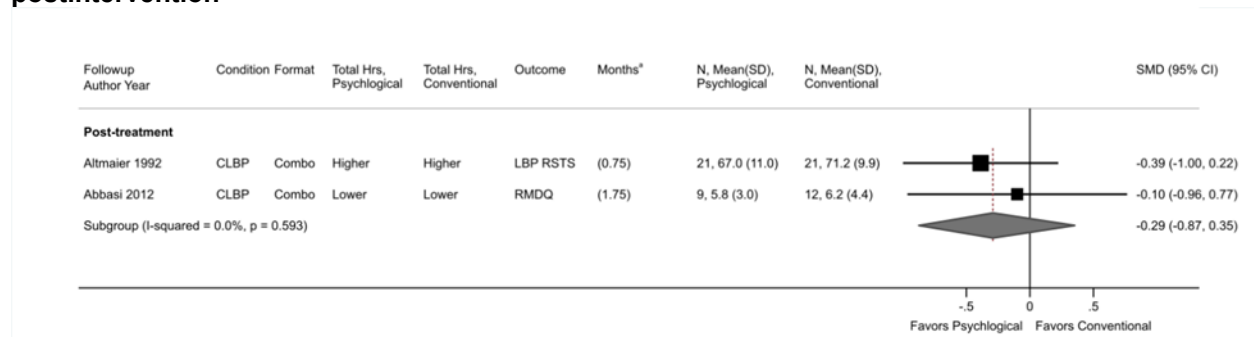 postintervention
Followup Author Year Condition Format Total Hrs, Psychlogical Total Hrs, Conventional Outcome Months^a N, Mean(SD), Psychlogical N, Mean(SD), Conventional SMD (95% CI)
Post-treatment
Altmaier 1992 CLBP Combo Higher Higher LBP RSTS (0.75) 21, 67.0 (11.0) 21, 71.2 (9.9) -0.39 (-1.00, 0.22)
Abbasi 2012 CLBP Combo Lower Lower RMDQ (1.75) 9, 5.8 (3.0) 12, 6.2 (4.4) -0.10 (-0.96, 0.77)
Subgroup (I-squared = 0.0%, p = 0.593) -0.29 (-0.87, 0.35)
-.5 0 .5
Favors Psychlogical Favors Conventional